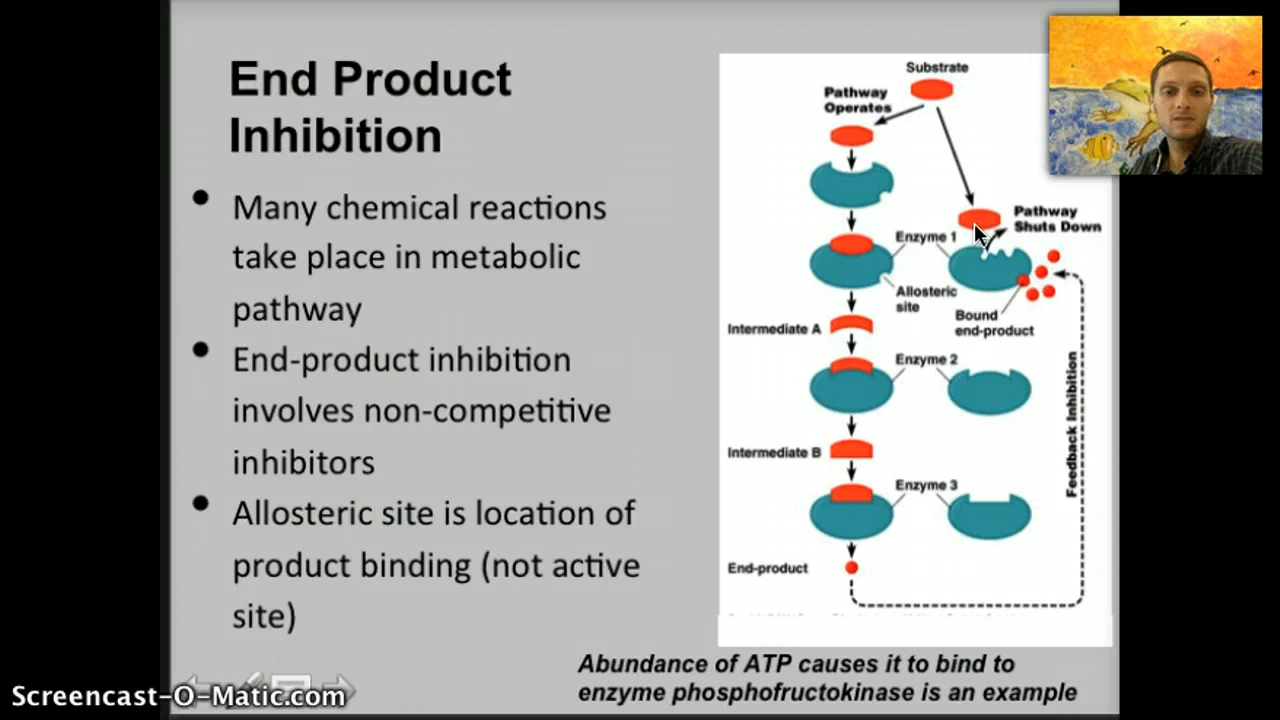 End Product
Inhibition
• Many chemical reactions
take place in metabolic
pathway
• End-product inhibition
involves non-competitive
inhibitors
• Allosteric site is location of
product binding (not active
site)
Substrate
Pathway
Operates
Pathway
Shuts Down
Enzyme 1
Allosteric
site
Bound
end-product
Intermediate A
Enzyme 2
Feedback Inhibition
Intermediate B
Enzyme 3
End-product
Abundance of ATP causes it to bind to
enzyme phosphofructokinase is an example
Screencast-O-Matic.com